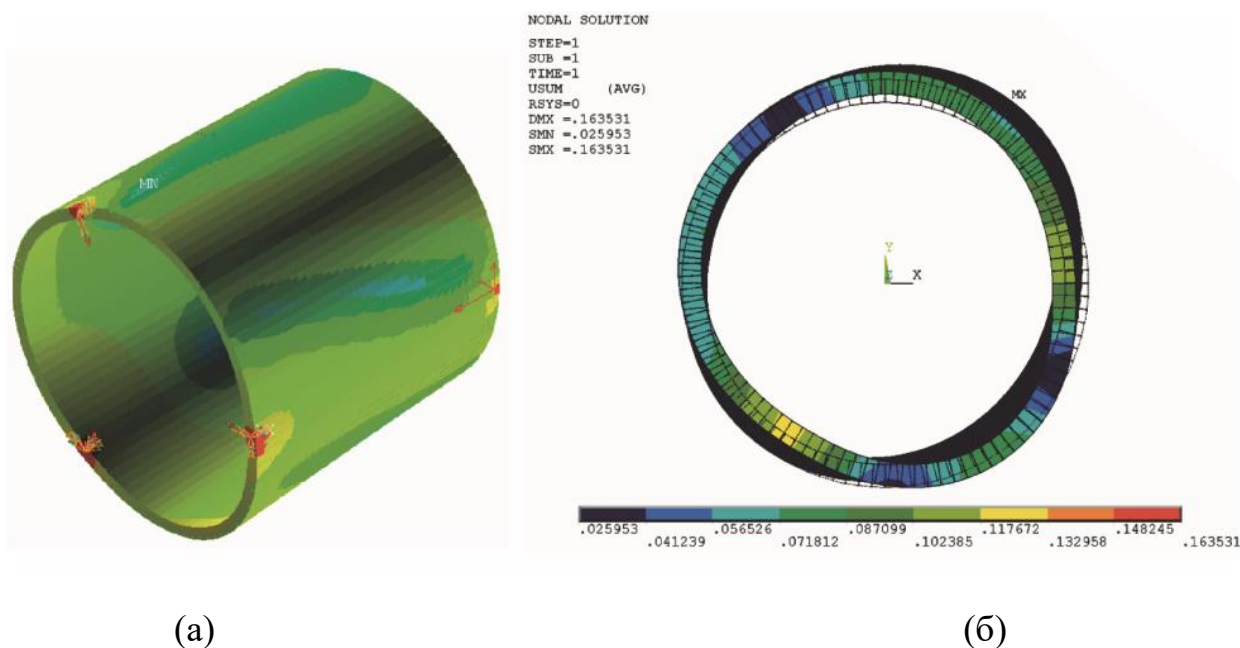 NODAL SOLUTION
STEP=1
SUB =1
TIME=1
USUM (AVG)
RSYS=0
DMX =.163531
SMN =.025953
SMX =.163531
MN
MX
Y
Z X
.025953 .056526 .087099 .117672 .148245
.041239 .071812 .102385 .132958 .163531
(а) (б)